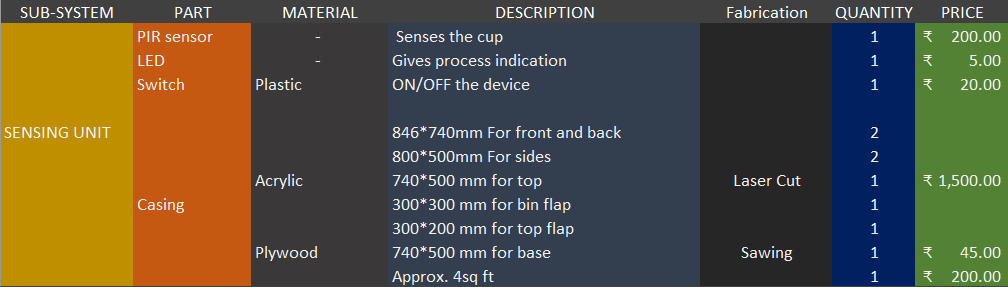 SUB-SYSTEM PART MATERIAL DESCRIPTION Fabrication QUANTITY PRICE
PIR sensor - Senses the cup 1 ₹ 200.00
LED - Gives process indication 1 ₹ 5.00
Switch Plastic ON/OFF the device 1 ₹ 20.00
SENSING UNIT 846*740mm For front and back 2
800*500mm For sides 2
Acrylic 740*500 mm for top Laser Cut 1 ₹ 1,500.00
Casing 300*300 mm for bin flap 1
300*200 mm for top flap 1
Plywood 740*500 mm for base Sawing 1 ₹ 45.00
Approx. 4sq ft 1 ₹ 200.00